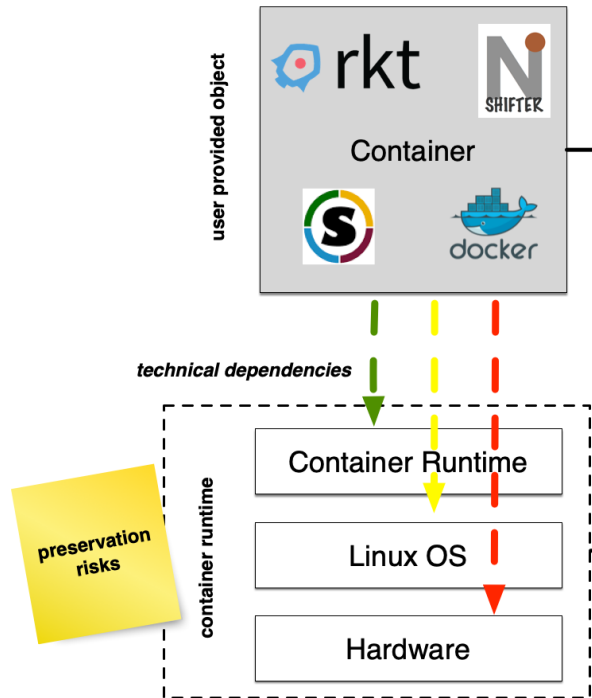 user provided object
rkt
N
SHIFTER
Container
S
docker
technical dependencies
preservation
risks
container runtime
Container Runtime
Linux OS
Hardware